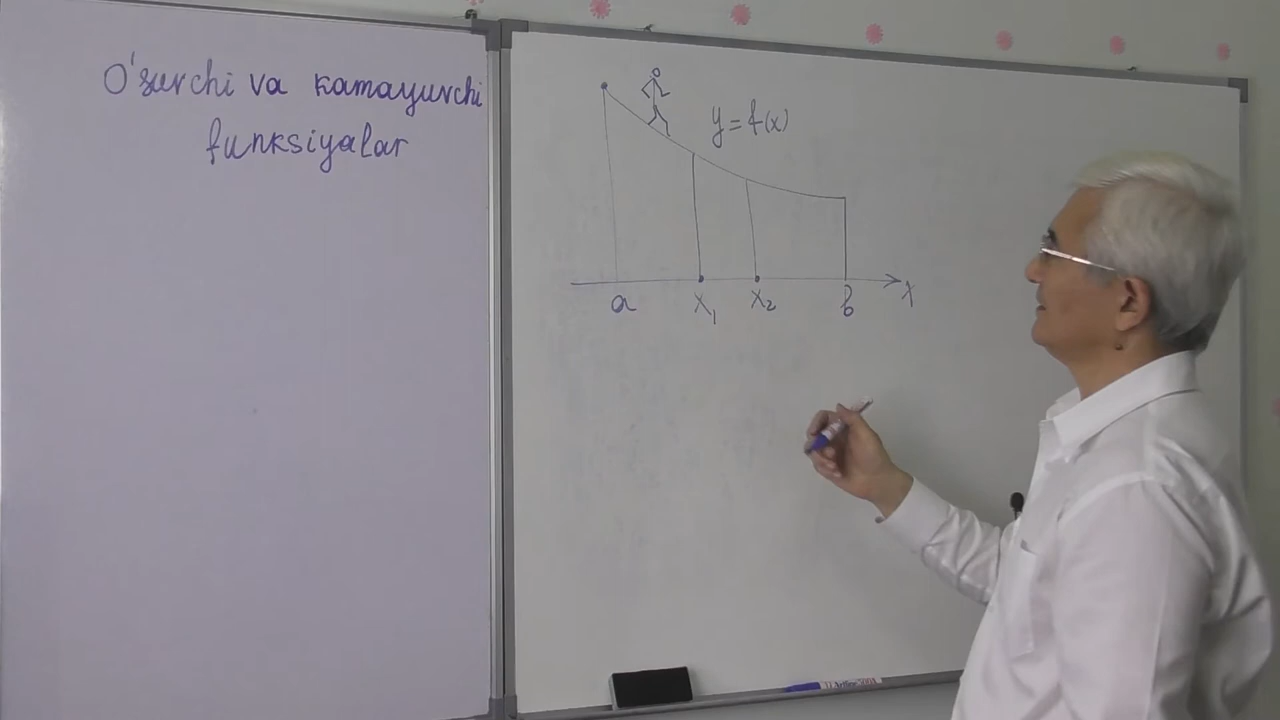 O'suvchi va kamayuvchi
funksiyalar
y = f(x)
a x₁ x₂ b x